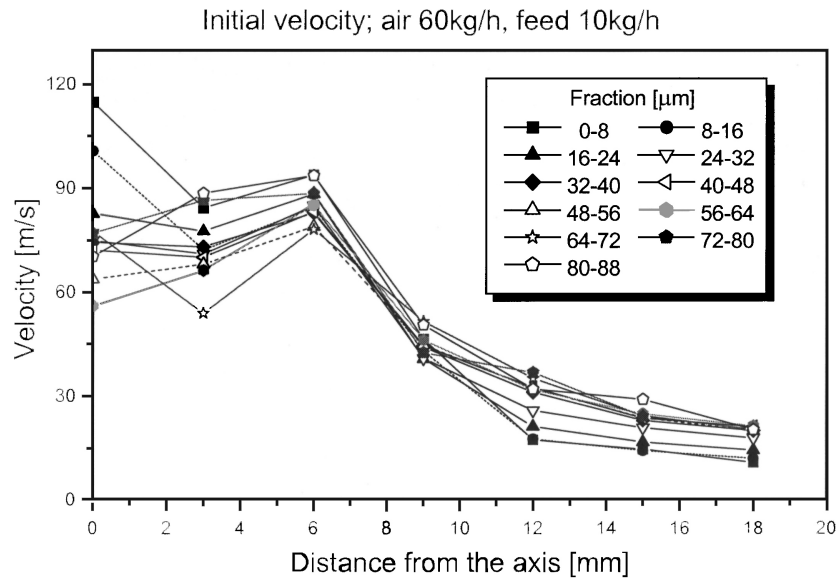 Initial velocity; air 60kg/h, feed 10kg/h
Velocity [m/s]
120
90
60
30
0
Fraction [µm]
0-8 8-16
16-24 24-32
32-40 40-48
48-56 56-64
64-72 72-80
80-88
0 2 4 6 8 10 12 14 16 18 20
Distance from the axis [mm]